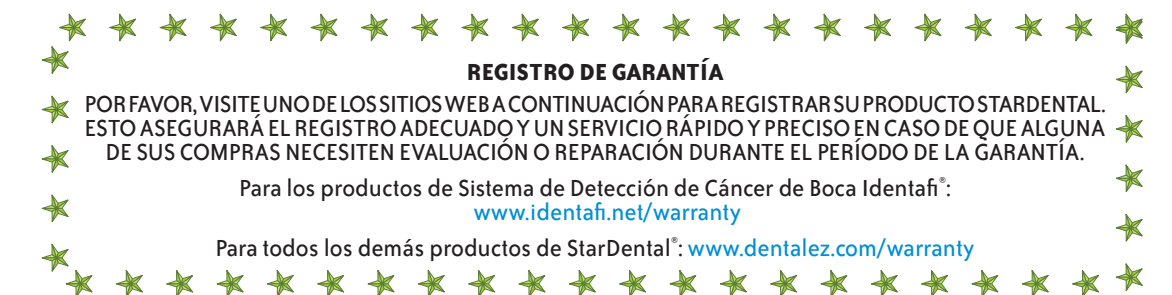 REGISTRO DE GARANTÍA
POR FAVOR, VISITE UNO DE LOS SITIOS WEB A CONTINUACIÓN PARA REGISTRAR SU PRODUCTO STARDENTAL.
ESTO ASEGURARÁ EL REGISTRO ADECUADO Y UN SERVICIO RÁPIDO Y PRECISO EN CASO DE QUE ALGUNA
DE SUS COMPRAS NECESITEN EVALUACIÓN O REPARACIÓN DURANTE EL PERÍODO DE LA GARANTÍA.
Para los productos de Sistema de Detección de Cáncer de Boca Identafi®:
www.identafi.net/warranty
Para todos los demás productos de StarDental®: www.dentalez.com/warranty